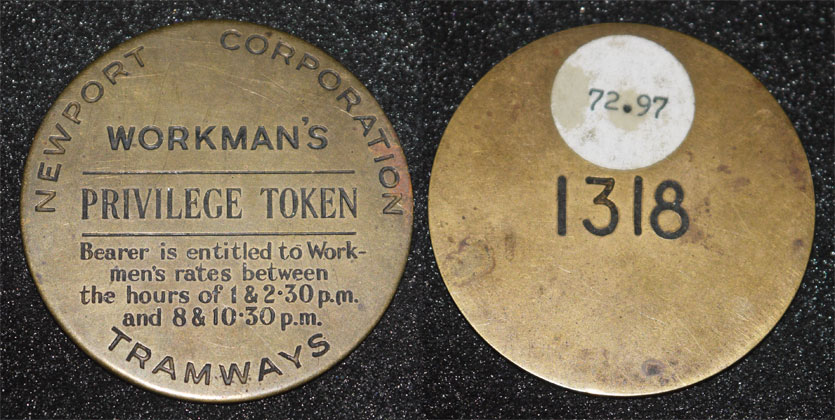 NEWPORT CORPORATION
WORKMAN'S
PRIVILEGE TOKEN
Bearer is entitled to Work-
men's rates between
the hours of 1 & 2·30 p.m.
and 8 & 10·30 p.m.
TRAMWAYS
72.97
1318